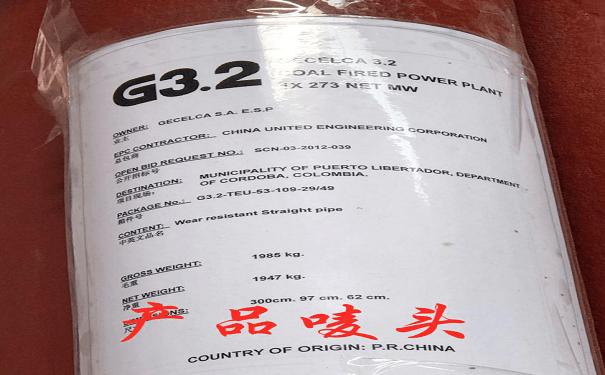 G3.2
GECELCA 3.2
COAL FIRED POWER PLANT
1X 273 NET MW
OWNER: GECELCA S.A. E.S.P
业主
EPC CONTRACTOR: CHINA UNITED ENGINEERING CORPORATION
总包商
OPEN BID REQUEST NO.: SCN-03-2012-039
公开招标号
DESTINATION: MUNICIPALITY OF PUERTO LIBERTADOR, DEPARTMENT
项目现场: OF CORDOBA, COLOMBIA.
PACKAGE No.: G3.2-TEU-53-109-29/49
箱件号
CONTENT: Wear resistant Straight pipe
中英文品名
GROSS WEIGHT: 1985 kg.
毛重
NET WEIGHT: 1947 kg.
净重
DIMENSIONS: 300cm. 97 cm. 62 cm.
产品唛头
COUNTRY OF ORIGIN: P.R.CHINA